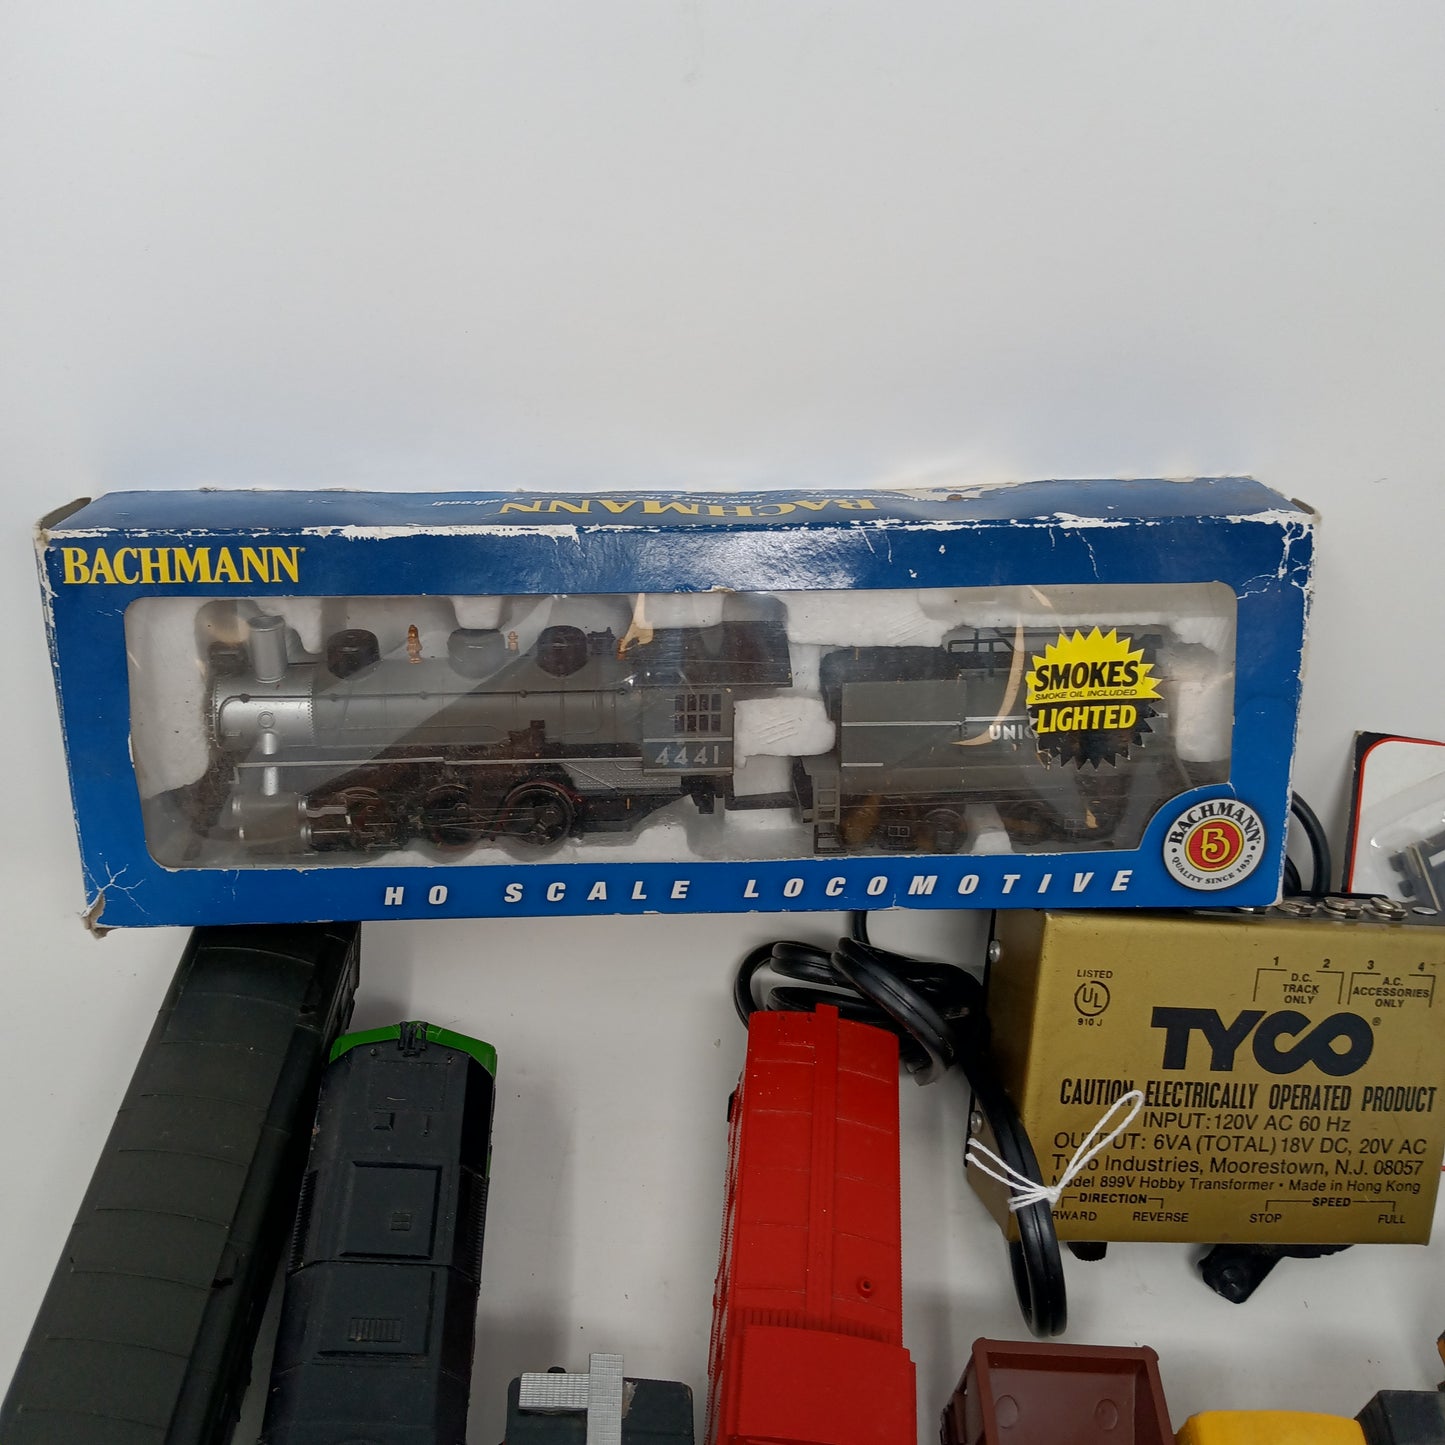 BACHMANN
BACHMANN
4441
UNI
SMOKES
SMOKE OIL INCLUDED
LIGHTED
BACHMANN
QUALITY SINCE 1833
HO SCALE LOCOMOTIVE
LISTED
UL
910 J
1 2 3 4
D.C. TRACK ONLY
A.C. ACCESSORIES ONLY
TYCO®
CAUTION ELECTRICALLY OPERATED PRODUCT
INPUT: 120V AC 60 Hz
OUTPUT: 6VA (TOTAL) 18V DC, 20V AC
Tyco Industries, Moorestown, N.J. 08057
Model 899V Hobby Transformer • Made in Hong Kong
DIRECTION SPEED
RWARD REVERSE STOP FULL